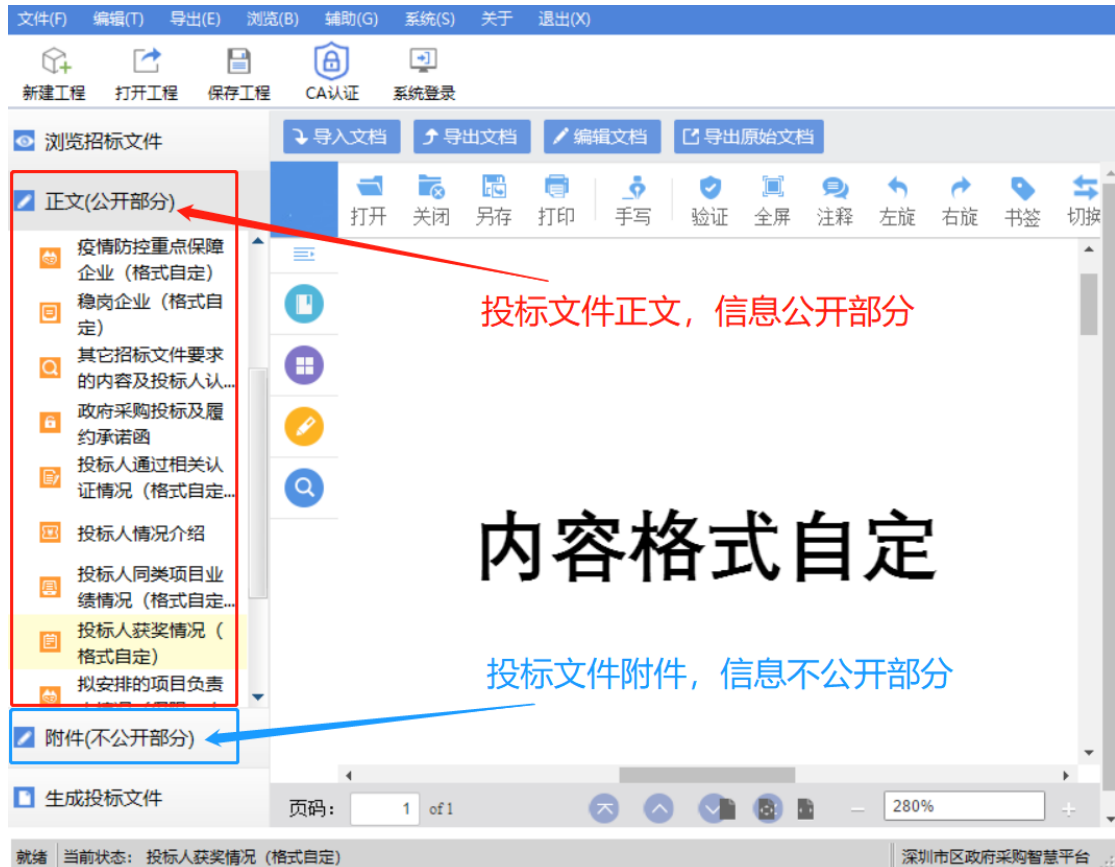 文件(F) 编辑(T) 导出(E) 浏览(B) 辅助(G) 系统(S) 关于 退出(X)
新建工程 打开工程 保存工程 CA认证 系统登录
浏览招标文件
导入文档 导出文档 编辑文档 导出原始文档
正文(公开部分)
打开 关闭 另存 打印 手写 验证 全屏 注释 左旋 右旋 书签 切换
疫情防控重点保障
企业（格式自定）
稳岗企业（格式自
定）
其它招标文件要求
的内容及投标人认...
政府采购投标及履
约承诺函
投标人通过相关认
证情况（格式自定...
投标人情况介绍
投标人同类项目业
绩情况（格式自定...
投标人获奖情况（
格式自定）
拟安排的项目负责
投标文件正文，信息公开部分
内容格式自定
投标文件附件，信息不公开部分
附件(不公开部分)
生成投标文件
页码： 1 of 1 280%
就绪 当前状态： 投标人获奖情况（格式自定） 深圳市区政府采购智慧平台